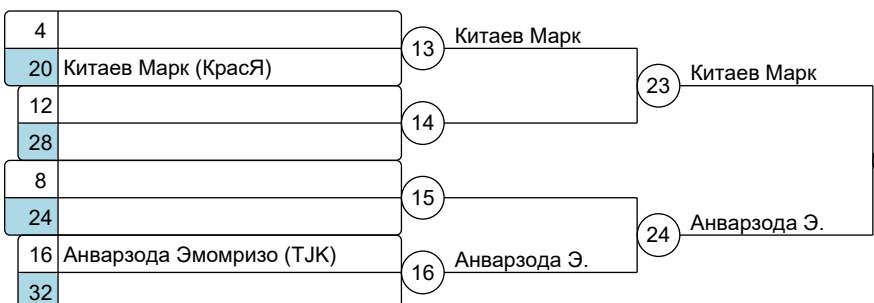 4
13 Китаев Марк
20 Китаев Марк (КрасЯ)
23 Китаев Марк
12
14
28
8
15
24
24 Анварзода Э.
16 Анварзода Эмомризо (TJK)
16 Анварзода Э.
32